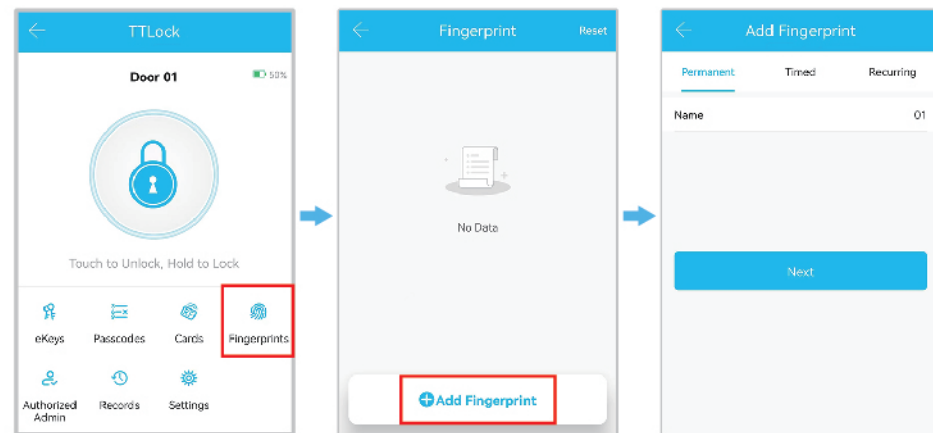 TTLock
Door 01
50%
Touch to Unlock, Hold to Lock
eKeys Passcodes Cards Fingerprints
Authorized Admin Records Settings
Fingerprint Reset
No Data
Add Fingerprint
Add Fingerprint
Permanent Timed Recurring
Name 01
Next